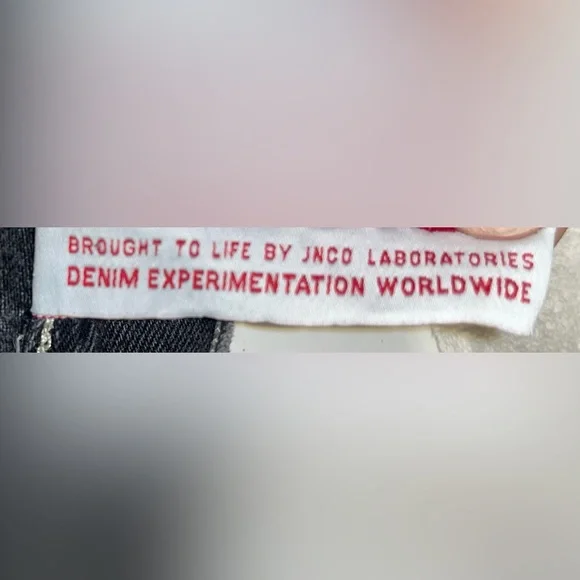 BROUGHT TO LIFE BY JNCO LABORATORIES
DENIM EXPERIMENTATION WORLDWIDE